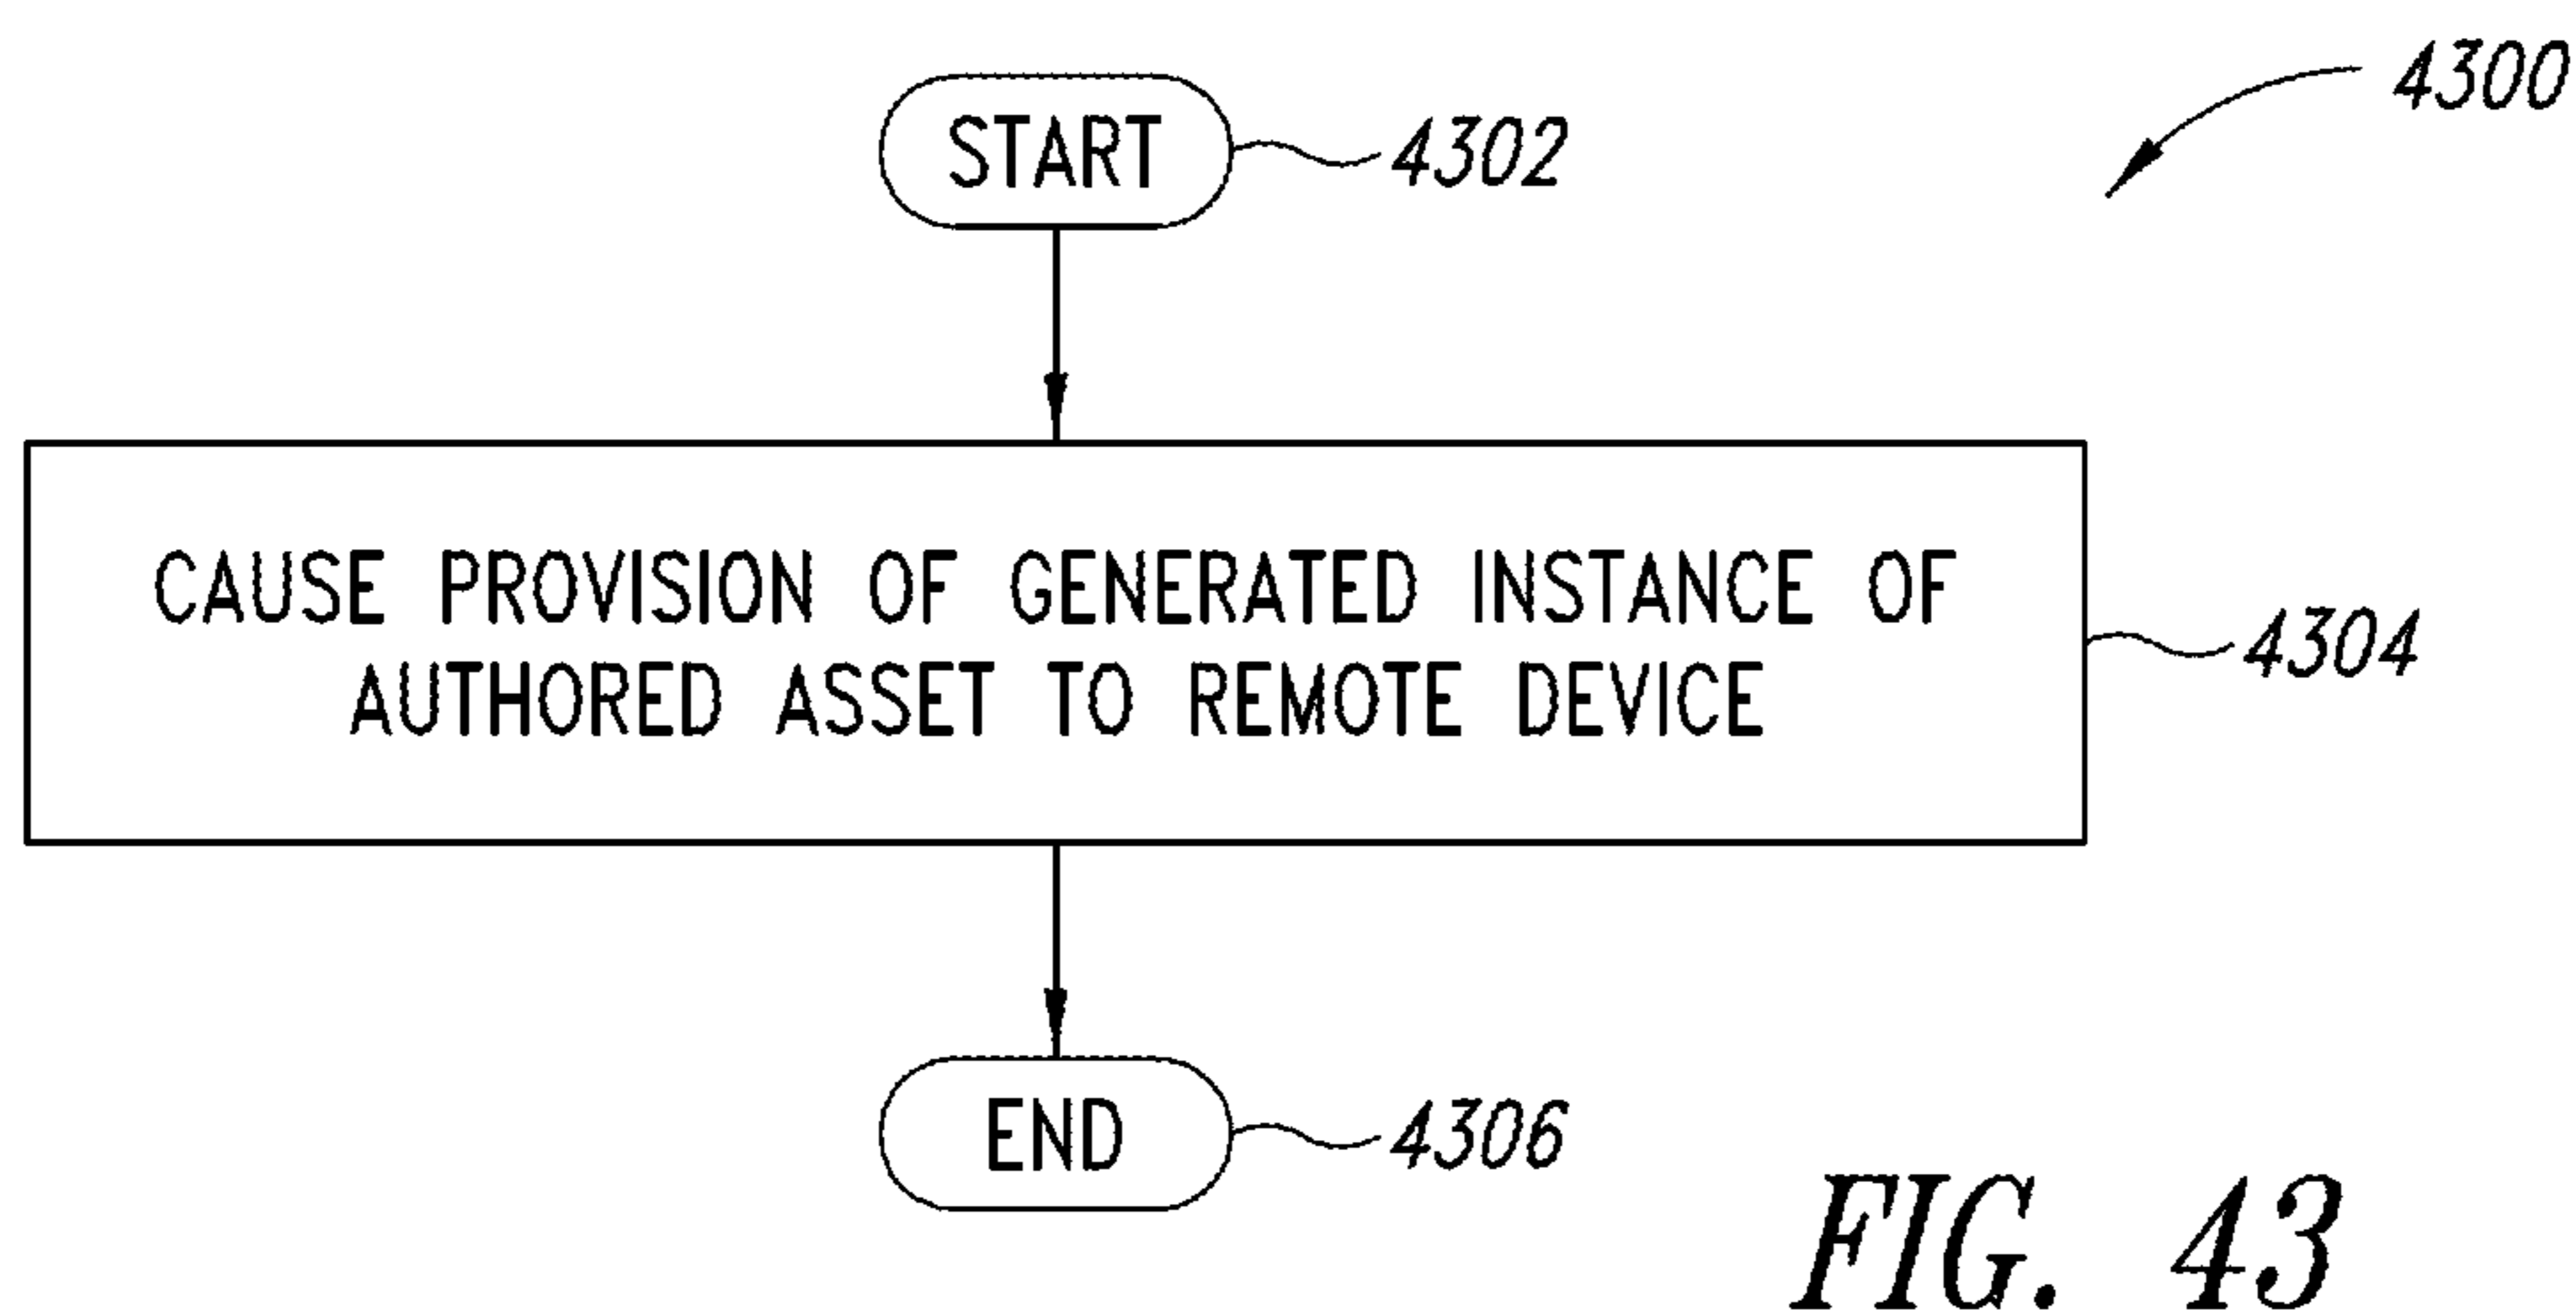 4300
START
4302
CAUSE PROVISION OF GENERATED INSTANCE OF
AUTHORED ASSET TO REMOTE DEVICE
4304
END
4306
FIG. 43